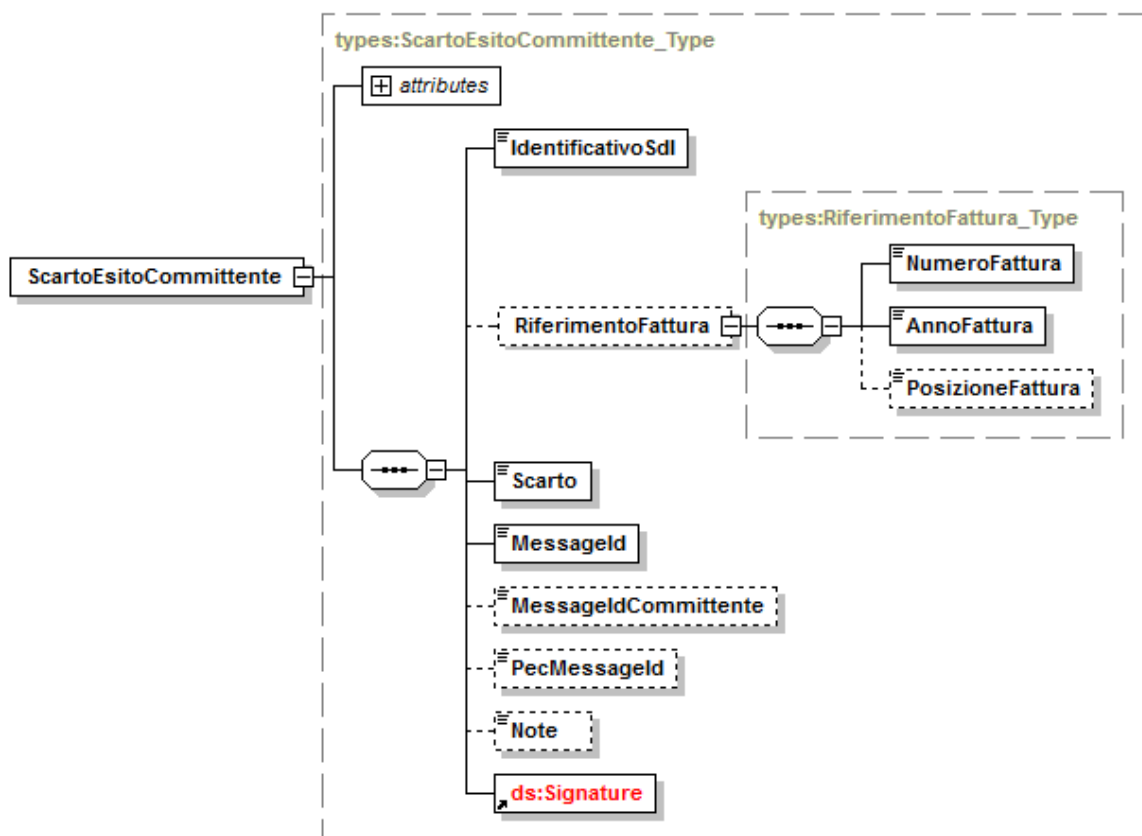 types:ScartoEsitoCommittente_Type
attributes
IdentificativoSdI
types:RiferimentoFattura_Type
NumeroFattura
ScartoEsitoCommittente
RiferimentoFattura
AnnoFattura
PosizioneFattura
Scarto
MessageId
MessageIdCommittente
PecMessageId
Note
ds:Signature